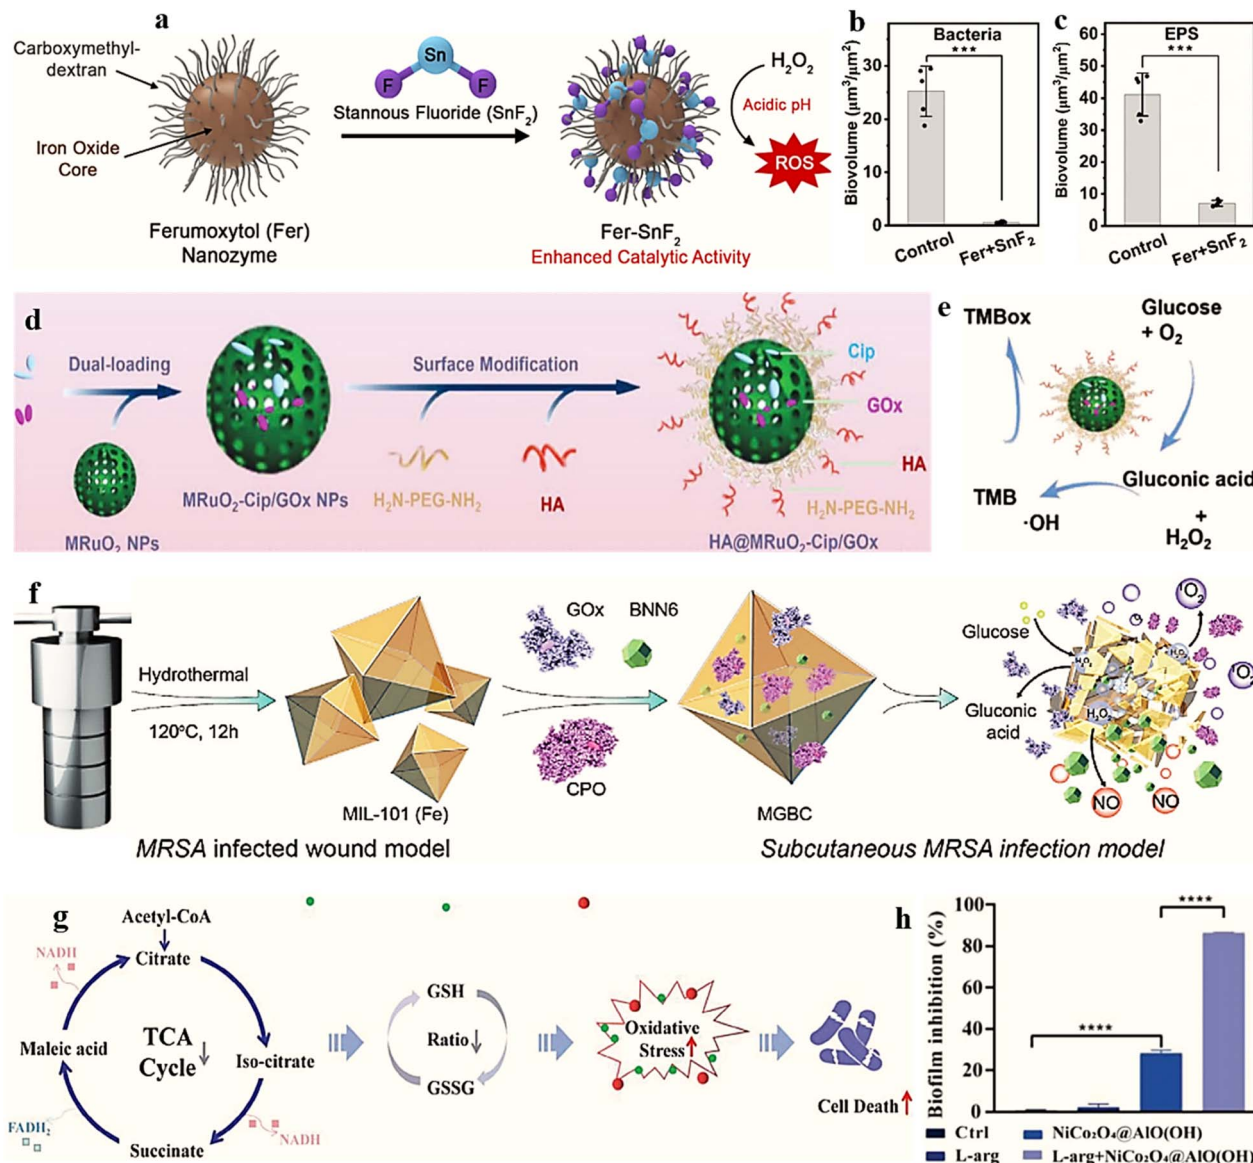 a
Carboxymethyl-
dextran
Iron Oxide
Core
Ferumoxytol (Fer)
Nanozyme
F
Sn
F
Stannous Fluoride (SnF₂)
Fer-SnF₂
Enhanced Catalytic Activity
H₂O₂
Acidic pH
ROS
b
Bacteria
***
Biovolume (μm³/μm²)
30
20
10
0
Control
Fer+SnF₂
c
EPS
***
Biovolume (μm³/μm²)
60
50
40
30
20
10
0
Control
Fer+SnF₂
d
Dual-loading
MRuO₂ NPs
MRuO₂-Cip/GOx NPs
Surface Modification
H₂N-PEG-NH₂
HA
Cip
GOx
HA
H₂N-PEG-NH₂
HA@MRuO₂-Cip/GOx
e
TMBox
Glucose
+ O₂
Gluconic acid
+
H₂O₂
TMB
·OH
f
Hydrothermal
120°C, 12h
MIL-101 (Fe)
GOx
BNN6
CPO
MGBC
Glucose
Gluconic
acid
H₂O₂
H₂O₂
H₂O₂
¹O₂
¹O₂
NO
NO
MRSA infected wound model
Subcutaneous MRSA infection model
g
Acetyl-CoA
Citrate
NADH
Maleic acid
TCA
Cycle
Iso-citrate
FADH₂
NADH
Succinate
GSH
Ratio
GSSG
Oxidative
Stress
Cell Death
h
Biofilm inhibition (%)
100
80
60
40
20
0
****
****
Ctrl
NiCo₂O₄@AlO(OH)
L-arg
L-arg+NiCo₂O₄@AlO(OH)